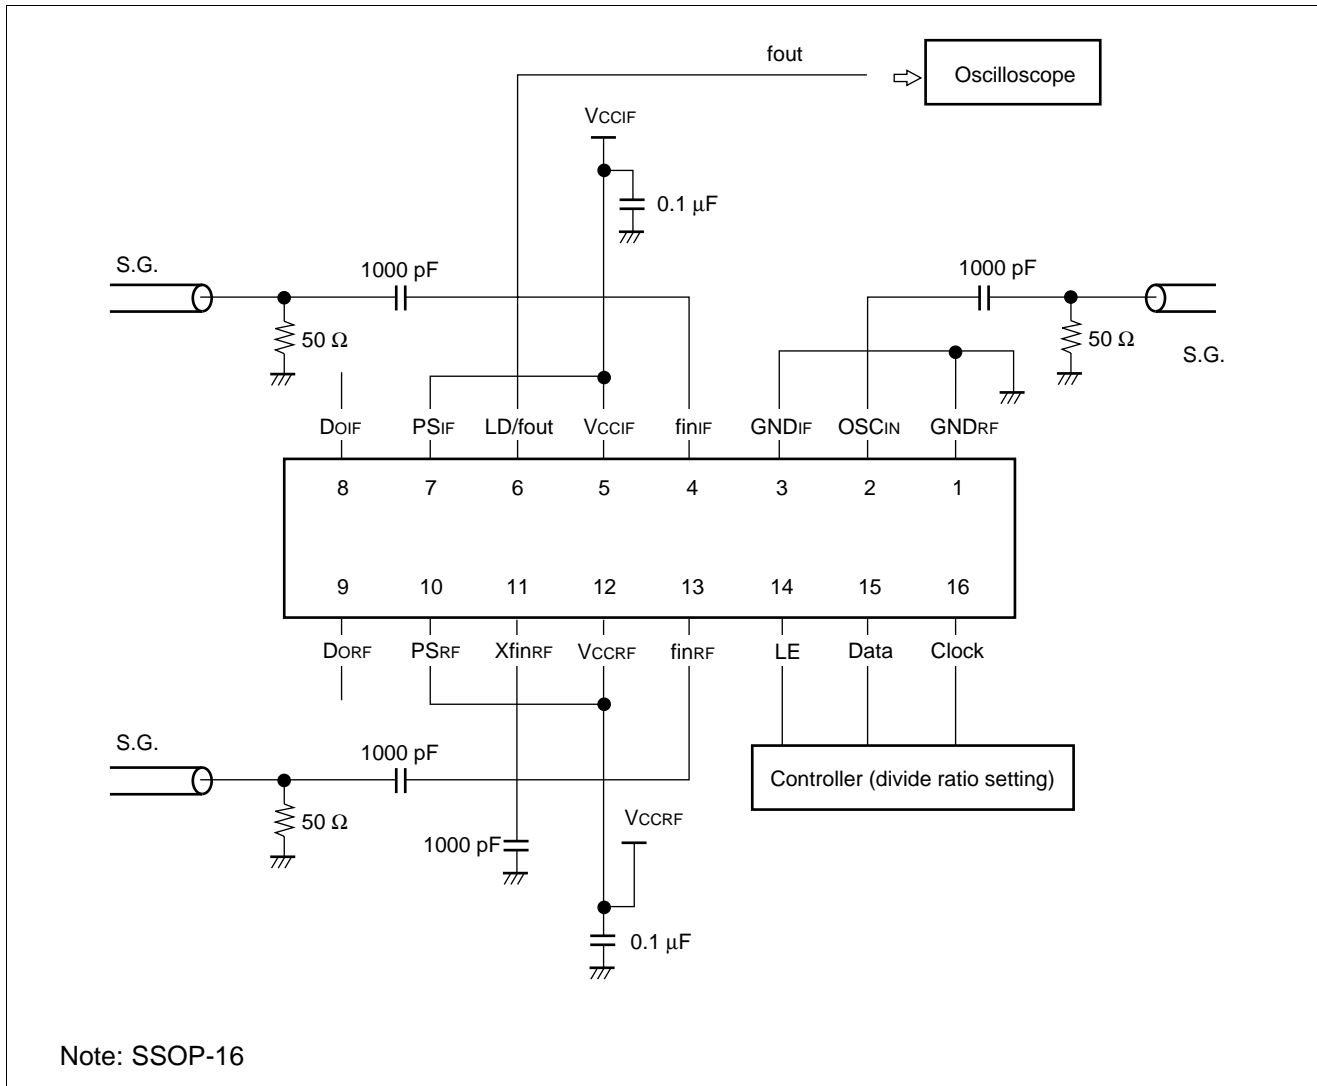 fout
Oscilloscope
VCCIF
0.1 μF
S.G.
1000 pF
1000 pF
50 Ω
50 Ω
S.G.
DOIF PSIF LD/fout VCCIF finIF GNDIF OSCIN GNDRF
8 7 6 5 4 3 2 1
9 10 11 12 13 14 15 16
DORF PSRF XfinRF VCCRF finRF LE Data Clock
S.G.
1000 pF
Controller (divide ratio setting)
50 Ω
VCCRF
1000 pF
0.1 μF
Note: SSOP-16